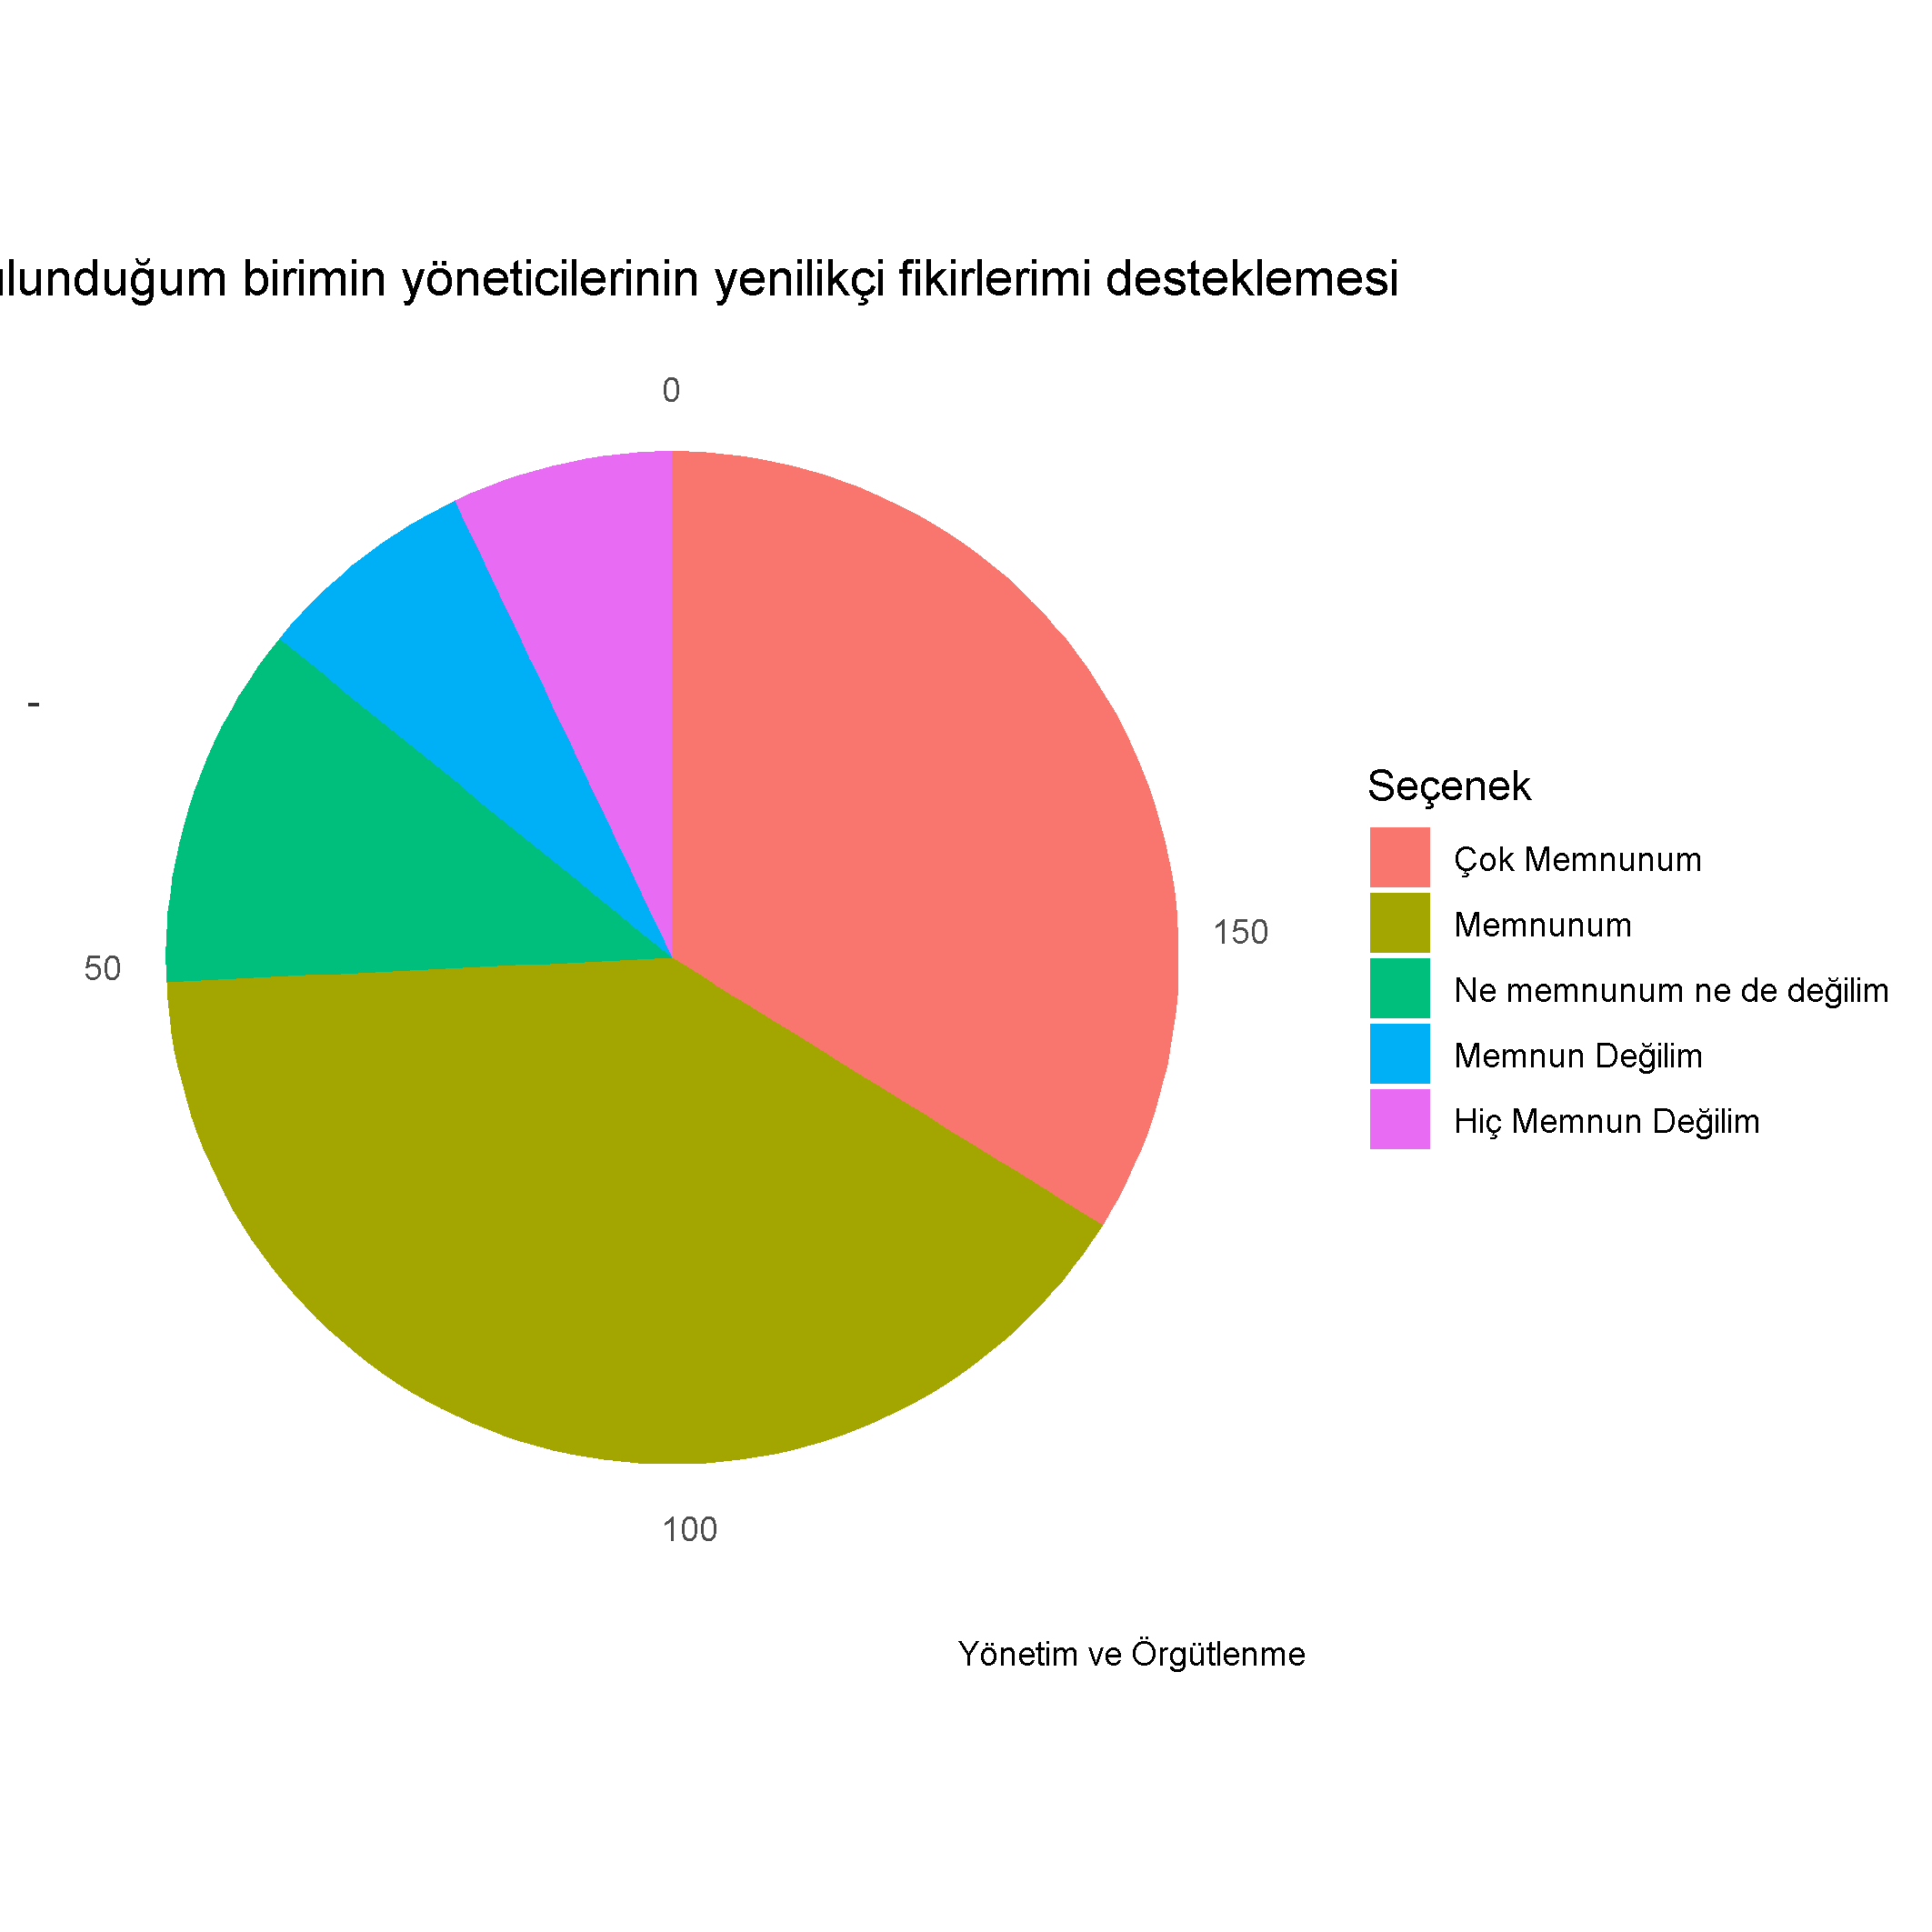 birimin yöneticilerinin yenilikçi fikirlerimi desteklemesi
0
-
50
150
100
Seçenek
Çok Memnunum
Memnunum
Ne memnunum ne de değilim
Memnun Değilim
Hiç Memnun Değilim
Yönetim ve Örgütlenme